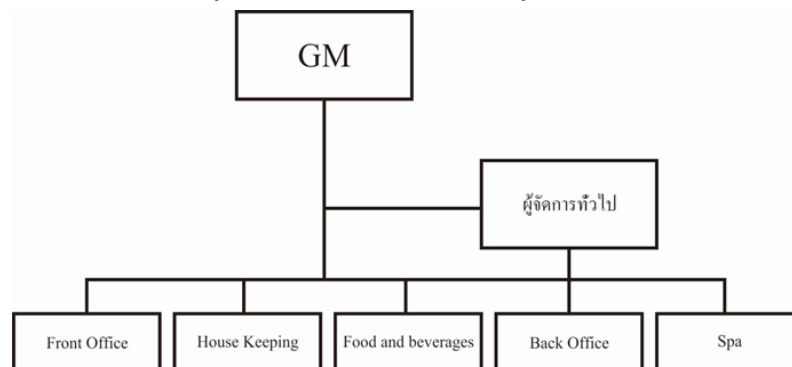 GM
ผู้จัดการทั่วไป
Front Office
House Keeping
Food and beverages
Back Office
Spa